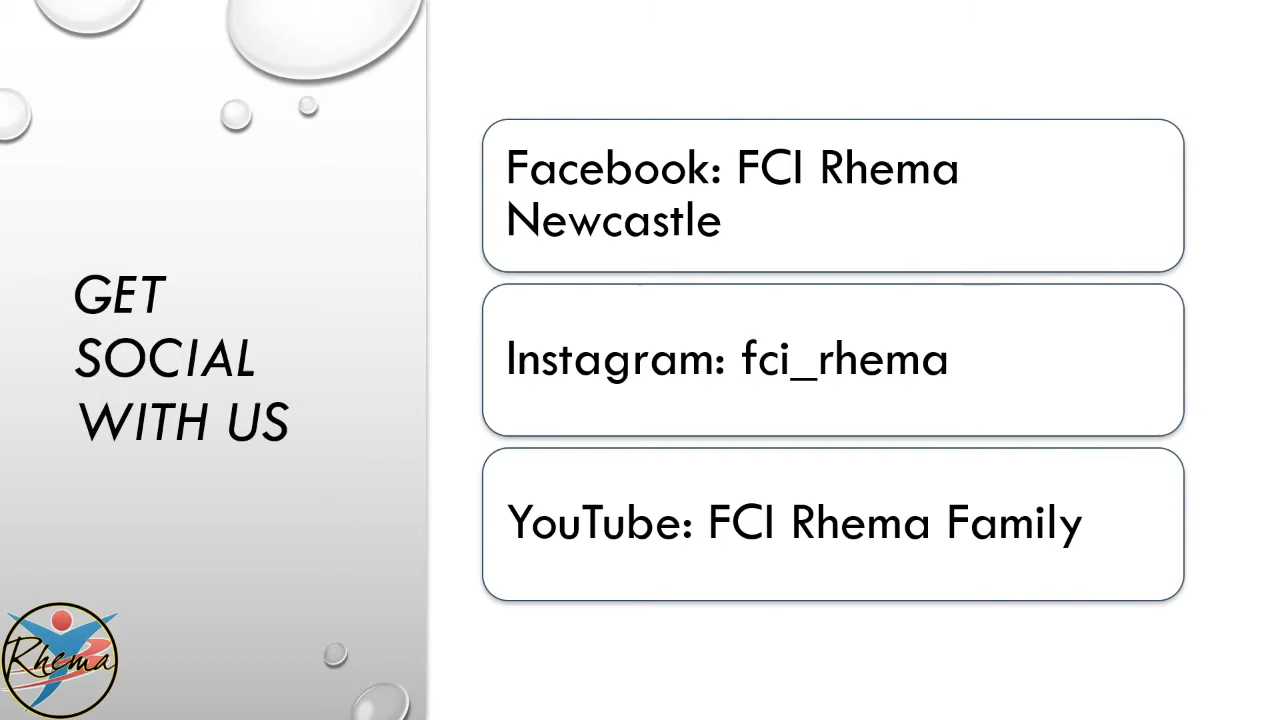 GET
SOCIAL
WITH US
Facebook: FCI Rhema
Newcastle
Instagram: fci_rhema
YouTube: FCI Rhema Family
Rhema